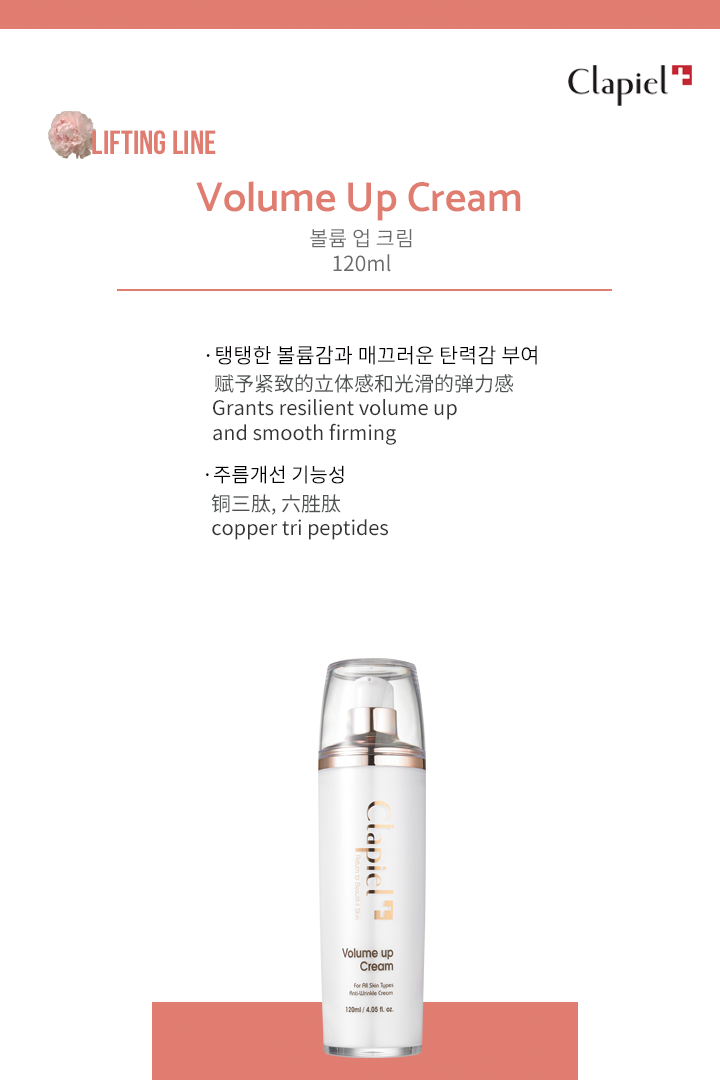 Clapiel
LIFTING LINE
Volume Up Cream
볼륨 업 크림
120ml
· 탱탱한 볼륨감과 매끄러운 탄력감 부여
赋予紧致的立体感和光滑的弹力感
Grants resilient volume up
and smooth firming
· 주름개선 기능성
铜三肽, 六胜肽
copper tri peptides
Clapiel
Return to Beautiful Skin
Volume up
Cream
For All Skin Types
Anti-Wrinkle Cream
120ml / 4.05 fl. oz.